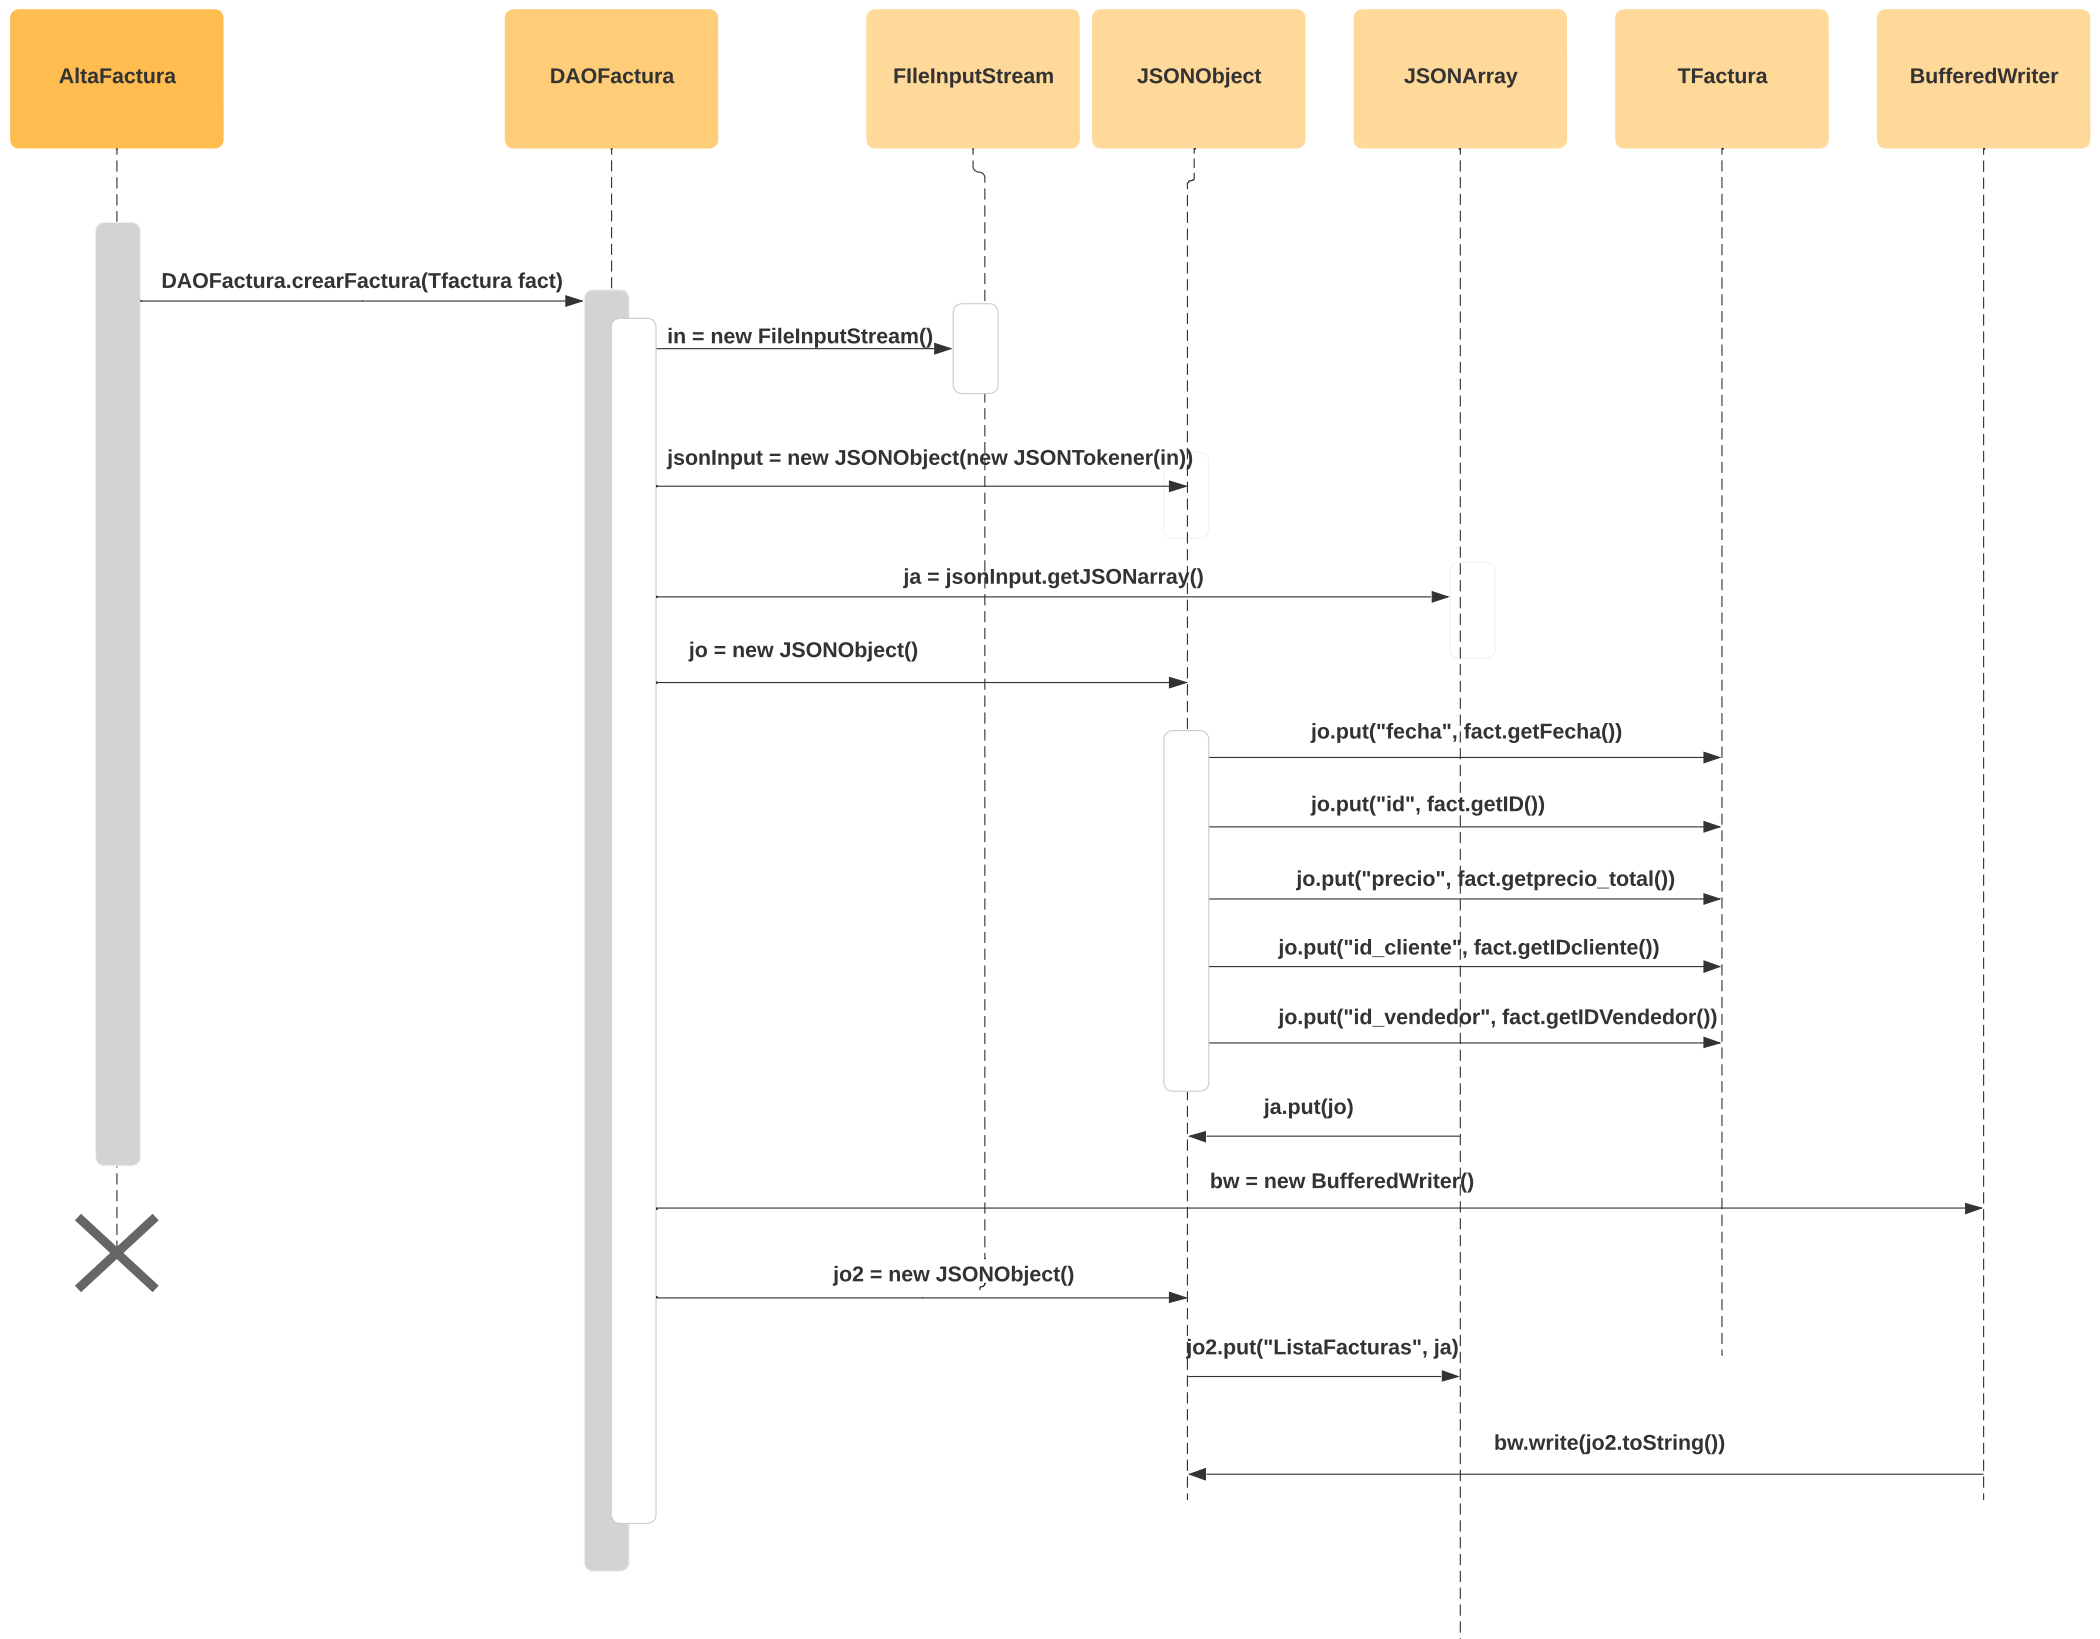 AltaFactura
DAOFactura
FIleInputStream
JSONObject
JSONArray
TFactura
BufferedWriter
DAOFactura.crearFactura(Tfactura fact)
in = new FileInputStream()
jsonInput = new JSONObject(new JSONTokener(in))
ja = jsonInput.getJSONarray()
jo = new JSONObject()
jo.put("fecha", fact.getFecha())
jo.put("id", fact.getID())
jo.put("precio", fact.getprecio_total())
jo.put("id_cliente", fact.getIDcliente())
jo.put("id_vendedor", fact.getIDVendedor())
ja.put(jo)
bw = new BufferedWriter()
jo2 = new JSONObject()
jo2.put("ListaFacturas", ja)
bw.write(jo2.toString())